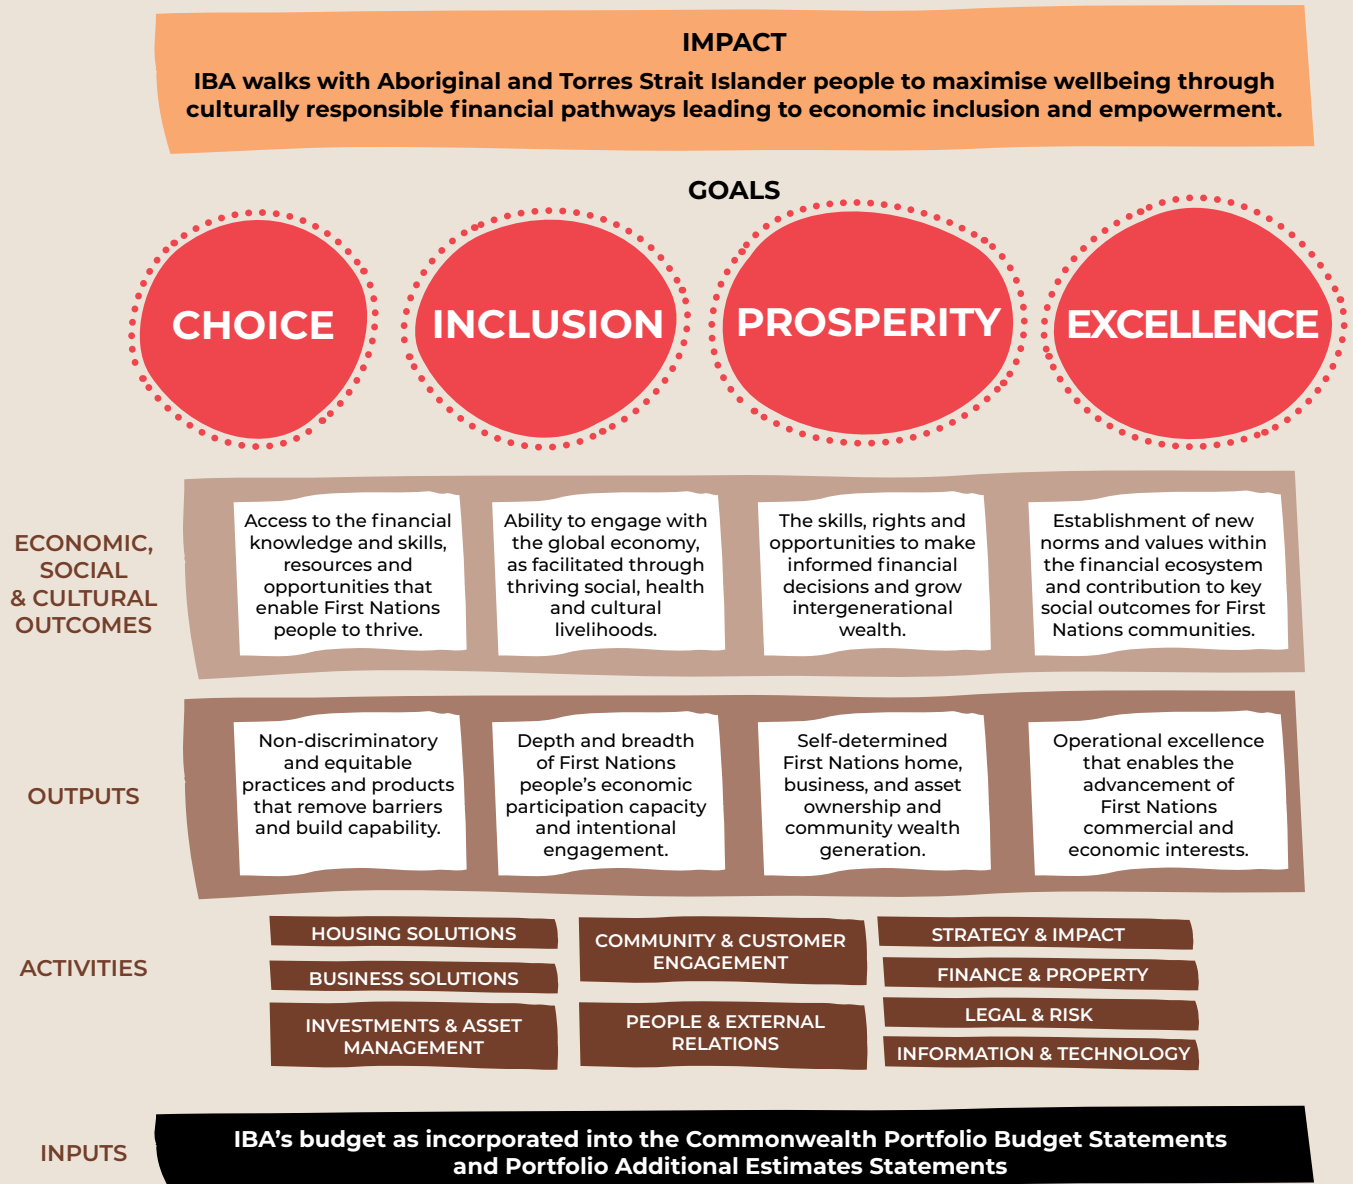 IMPACT
IBA walks with Aboriginal and Torres Strait Islander people to maximise wellbeing through
culturally responsible financial pathways leading to economic inclusion and empowerment.
GOALS
CHOICE
INCLUSION
PROSPERITY
EXCELLENCE
ECONOMIC,
SOCIAL
& CULTURAL
OUTCOMES
Access to the financial
knowledge and skills,
resources and
opportunities that
enable First Nations
people to thrive.
Ability to engage with
the global economy,
as facilitated through
thriving social, health
and cultural
livelihoods.
The skills, rights and
opportunities to make
informed financial
decisions and grow
intergenerational
wealth.
Establishment of new
norms and values within
the financial ecosystem
and contribution to key
social outcomes for First
Nations communities.
OUTPUTS
Non-discriminatory
and equitable
practices and products
that remove barriers
and build capability.
Depth and breadth
of First Nations
people's economic
participation capacity
and intentional
engagement.
Self-determined
First Nations home,
business, and asset
ownership and
community wealth
generation.
Operational excellence
that enables the
advancement of
First Nations
commercial and
economic interests.
ACTIVITIES
HOUSING SOLUTIONS
BUSINESS SOLUTIONS
INVESTMENTS & ASSET
MANAGEMENT
COMMUNITY & CUSTOMER
ENGAGEMENT
PEOPLE & EXTERNAL
RELATIONS
STRATEGY & IMPACT
FINANCE & PROPERTY
LEGAL & RISK
INFORMATION & TECHNOLOGY
INPUTS
IBA's budget as incorporated into the Commonwealth Portfolio Budget Statements
and Portfolio Additional Estimates Statements